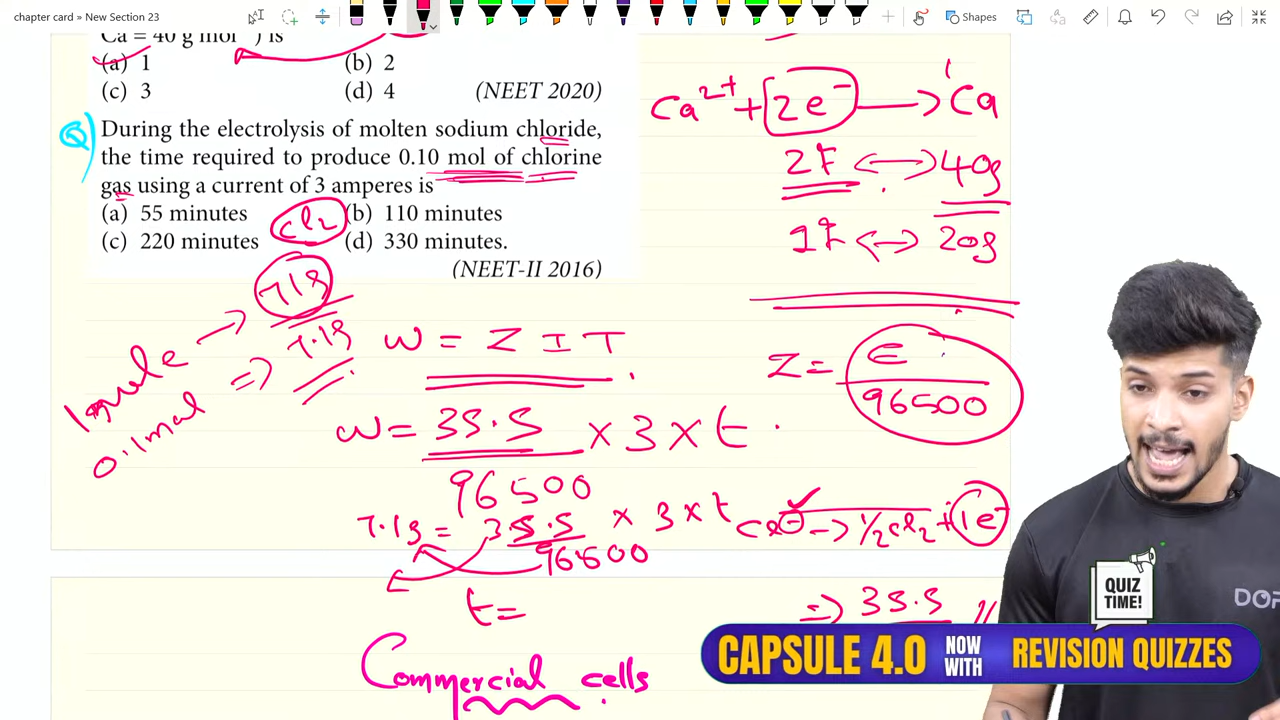 chapter card » New Section 23
Shapes
Ca = 40 g mol⁻¹) is
(a) 1 (b) 2
(c) 3 (d) 4 (NEET 2020)
Q) During the electrolysis of molten sodium chloride,
the time required to produce 0.10 mol of chlorine
gas using a current of 3 amperes is
(a) 55 minutes (b) 110 minutes
(c) 220 minutes (d) 330 minutes.
(NEET-II 2016)
Cl2
1 mole → 71g
0.1 mol ⇒ 7.1g
W = Z I T
W = 35.5/96500 × 3 × t
7.1g = 35.5/96500 × 3 × t
t =
Commercial cells
Ca²⁺ + 2e⁻ → Ca
2F ↔ 40g
1F ↔ 20g
Z = E/96500
Cl⁻ → ½Cl2 + 1e⁻
⇒ 35.5
QUIZ
TIME!
CAPSULE 4.0 NOW WITH REVISION QUIZZES